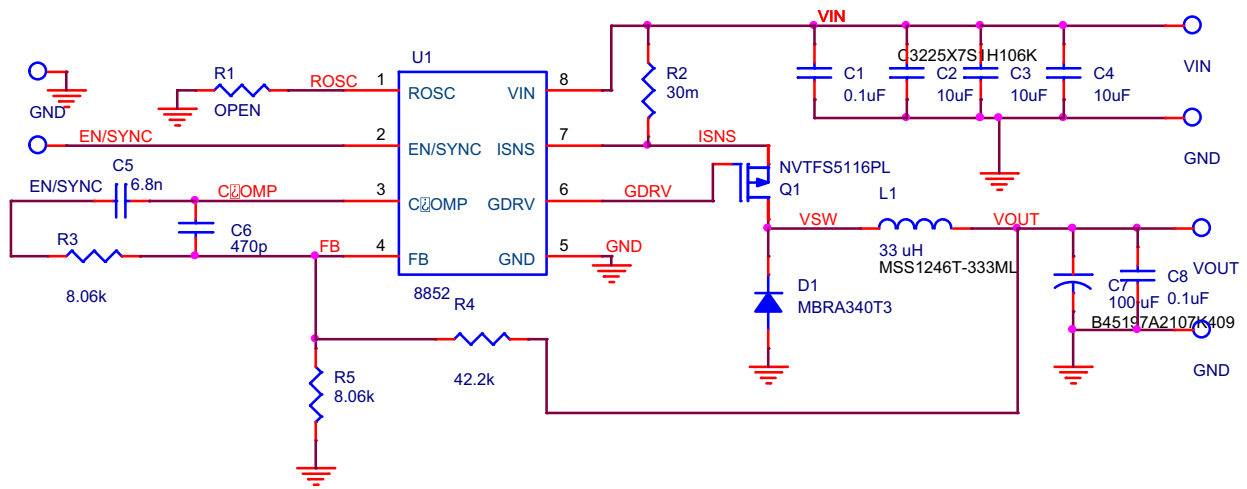 VIN
U1
R1
ROSC
1
8
ROSC
VIN
OPEN
GND
R2
30m
C3225X7S1H106K
C1
0.1uF
C2
10uF
C3
10uF
C4
10uF
VIN
EN/SYNC
2
7
EN/SYNC
ISNS
ISNS
GND
C5
6.8n
EN/SYNC
COMP
3
6
COMP
GDRV
GDRV
NVTFS5116PL
Q1
C6
470p
R3
8.06k
FB
4
5
FB
GND
GND
8852
VSW
L1
33 uH
MSS1246T-333ML
VOUT
VOUT
D1
MBRA340T3
C7
100uF
C8
0.1uF
B45197A2107K409
GND
R4
42.2k
R5
8.06k